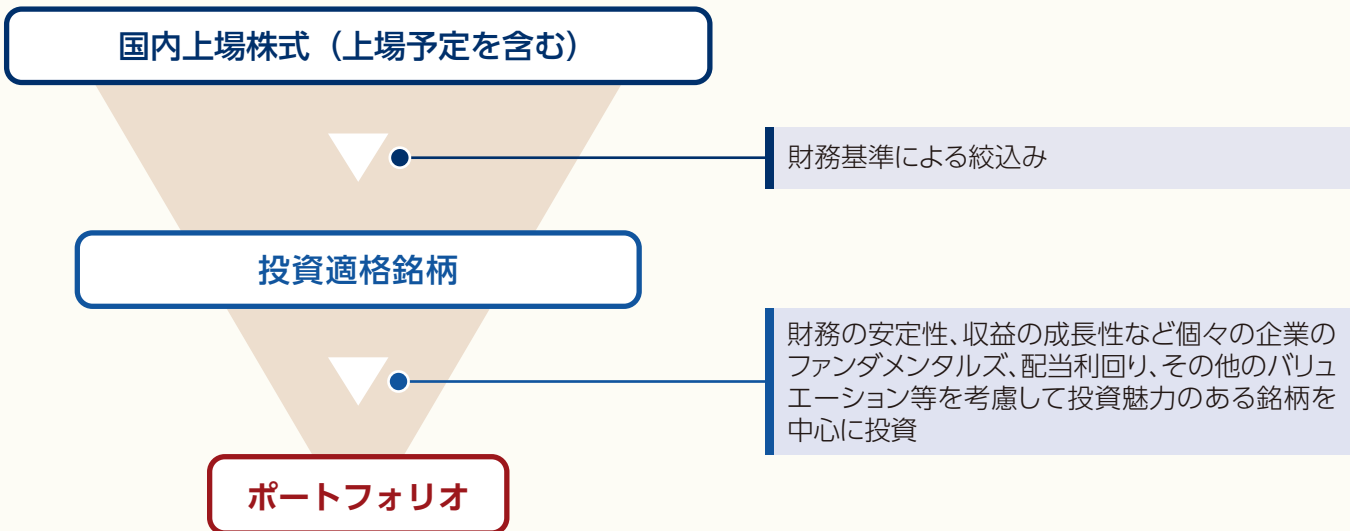 国内上場株式（上場予定を含む）
財務基準による絞込み
投資適格銘柄
財務の安定性、収益の成長性など個々の企業の
ファンダメンタルズ、配当利回り、その他のバリュ
エーション等を考慮して投資魅力のある銘柄を
中心に投資
ポートフォリオ